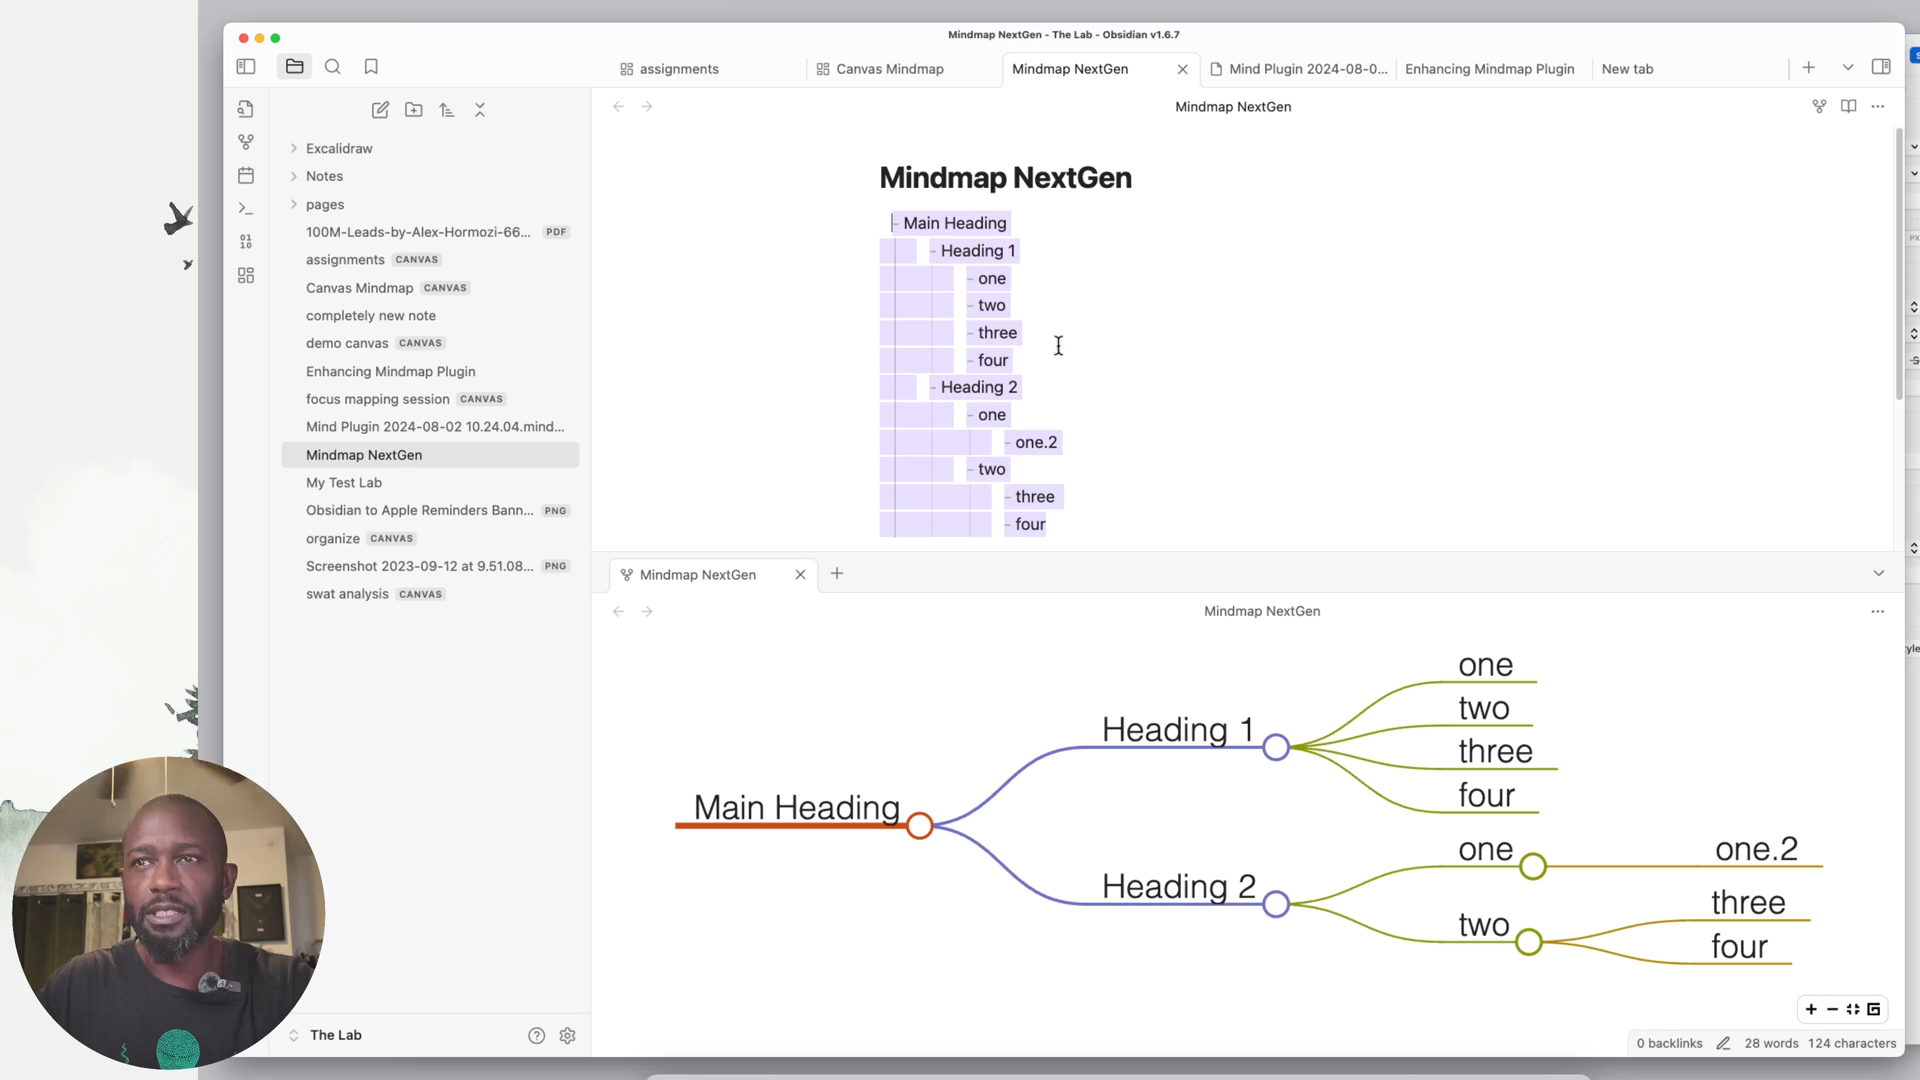 Mindmap NextGen - The Lab - Obsidian v1.6.7
assignments
Canvas Mindmap
Mindmap NextGen
Mind Plugin 2024-08-0...
Enhancing Mindmap Plugin
New tab
Mindmap NextGen
Excalidraw
Notes
pages
100M-Leads-by-Alex-Hormozi-66... PDF
assignments CANVAS
Canvas Mindmap CANVAS
completely new note
demo canvas CANVAS
Enhancing Mindmap Plugin
focus mapping session CANVAS
Mind Plugin 2024-08-02 10.24.04.mind...
Mindmap NextGen
My Test Lab
Obsidian to Apple Reminders Bann... PNG
organize CANVAS
Screenshot 2023-09-12 at 9.51.08... PNG
swat analysis CANVAS
The Lab
Mindmap NextGen
- Main Heading
- Heading 1
- one
- two
- three
- four
- Heading 2
- one
- one.2
- two
- three
- four
Mindmap NextGen
Mindmap NextGen
Main Heading
Heading 1
one
two
three
four
Heading 2
one
one.2
two
three
four
0 backlinks
28 words
124 characters